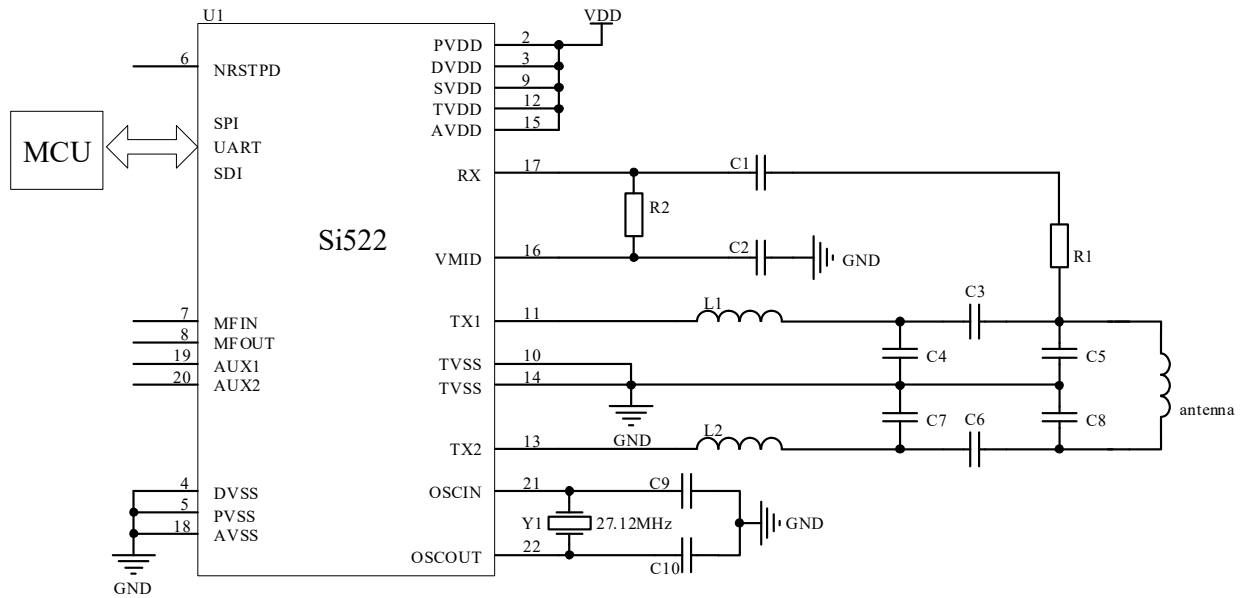 U1
VDD
6
NRSTPD
PVDD
2
DVDD
3
SVDD
9
TVDD
12
AVDD
15
MCU
SPI
UART
SDI
RX
17
C1
R2
Si522
VMID
16
C2
GND
R1
7
MFIN
8
MFOUT
19
AUX1
20
AUX2
TX1
11
L1
C3
TVSS
10
TVSS
14
C4
C5
GND
TX2
13
L2
C7
C6
C8
antenna
4
DVSS
5
PVSS
18
AVSS
GND
OSCIN
21
C9
Y1
27.12MHz
GND
OSCOUT
22
C10